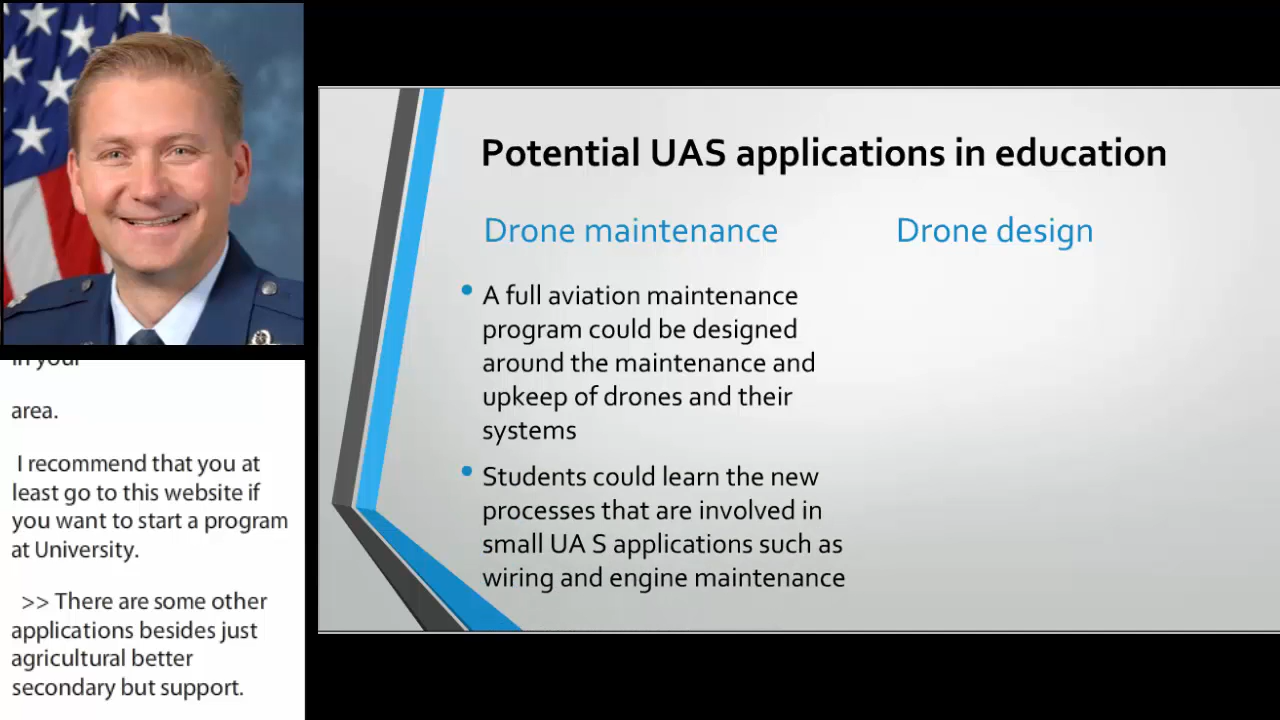 in your
area.
I recommend that you at
least go to this website if
you want to start a program
at University.
>> There are some other
applications besides just
agricultural better
secondary but support.
Potential UAS applications in education
Drone maintenance
• A full aviation maintenance
program could be designed
around the maintenance and
upkeep of drones and their
systems
• Students could learn the new
processes that are involved in
small UA S applications such as
wiring and engine maintenance
Drone design